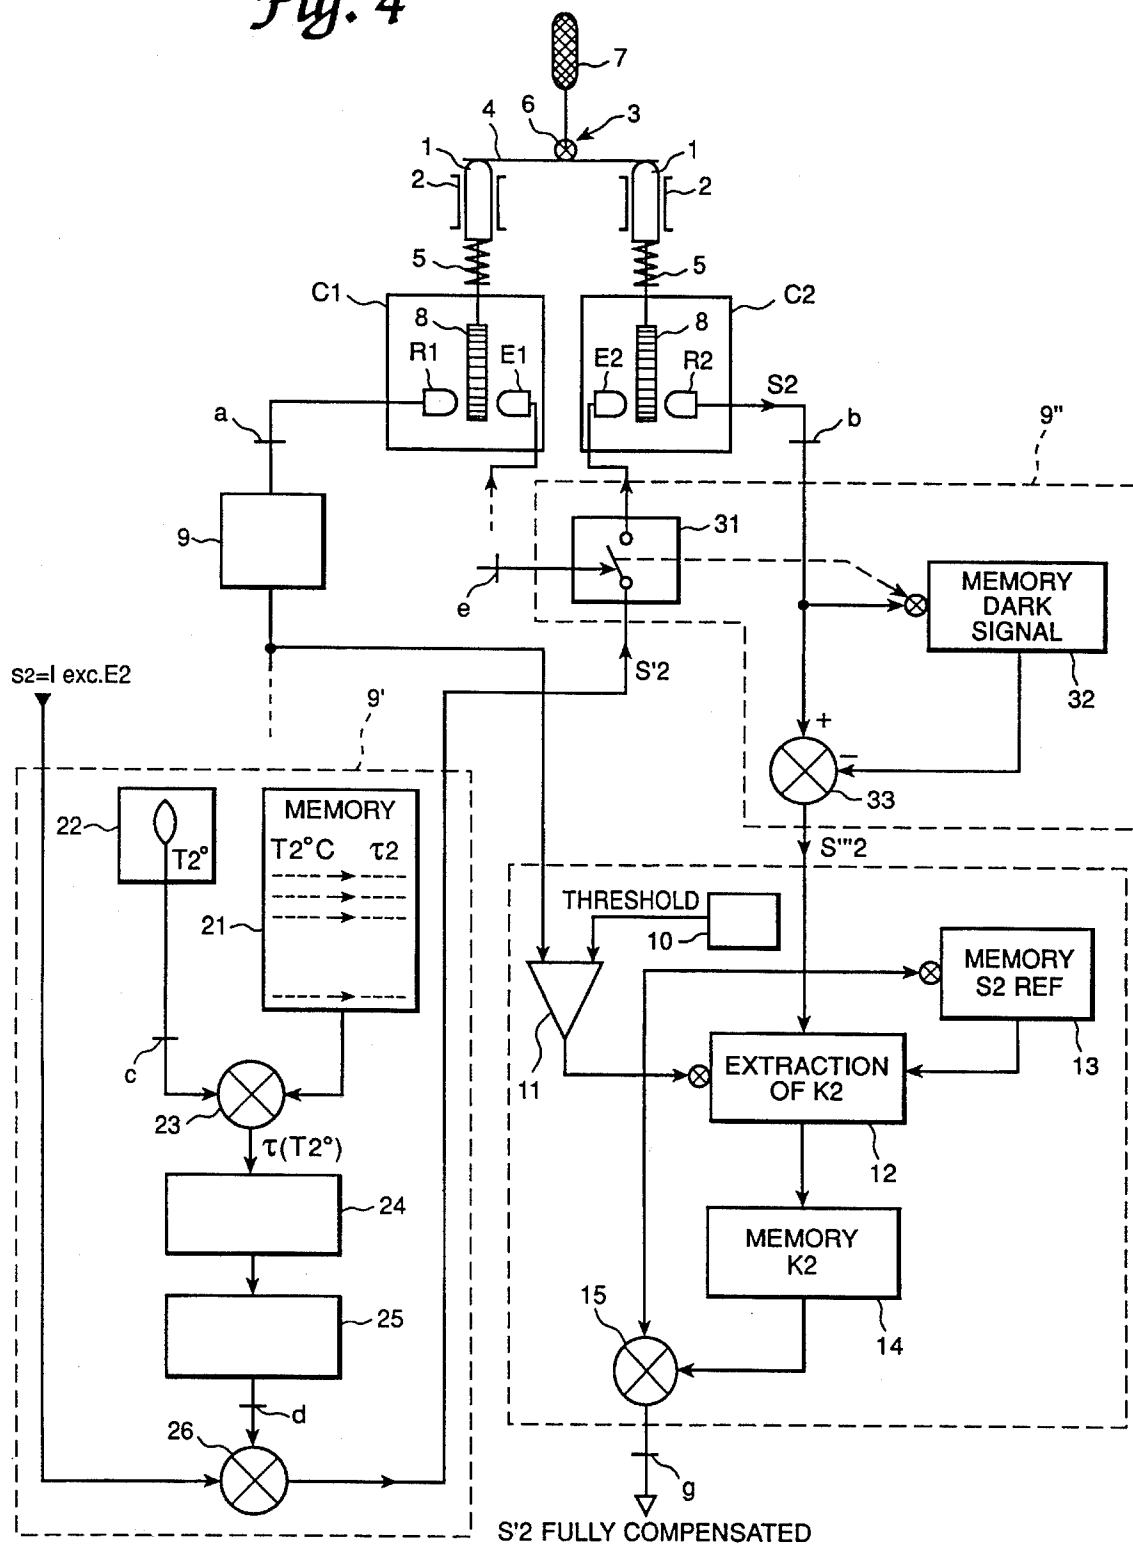 Fig. 4
7
6
3
4
1
1
2
2
5
5
C1
C2
8
8
R1
E1
E2
R2
S2
a
b
9"
9
31
e
MEMORY
DARK
SIGNAL
32
S'2
S2=I exc.E2
9'
+
−
33
S'''2
22
T2°
MEMORY
T2°C τ2
21
THRESHOLD
10
MEMORY
S2 REF
13
11
EXTRACTION
OF K2
12
c
23
τ(T2°)
24
MEMORY
K2
14
25
15
d
26
g
S'2 FULLY COMPENSATED